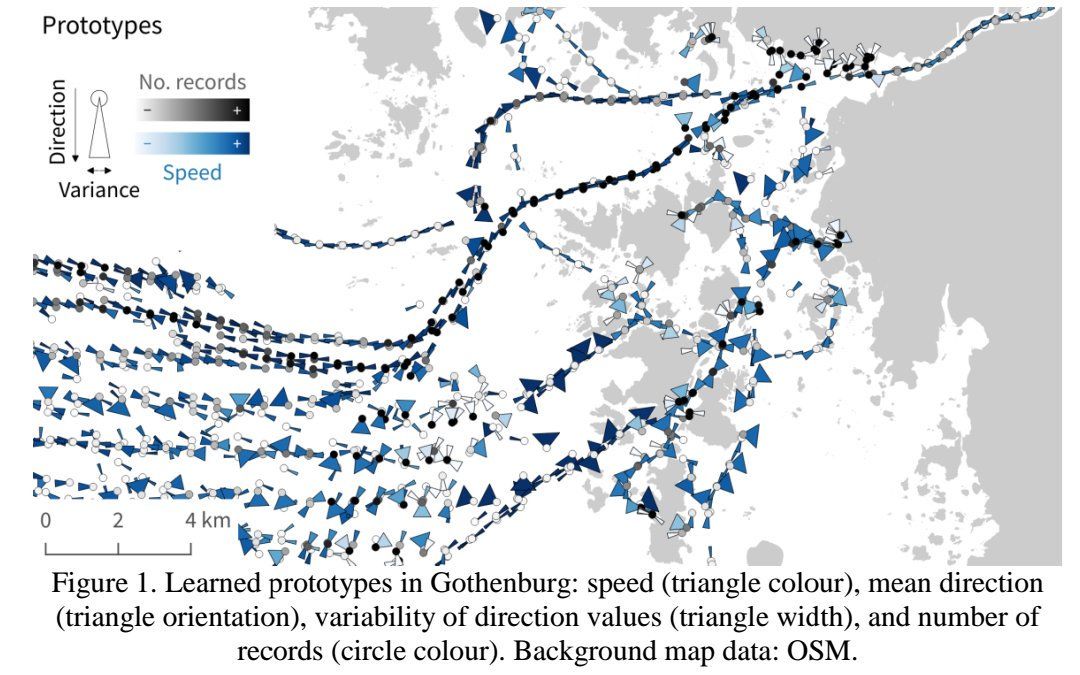 Prototypes
No. records
− +
− +
Speed
Direction
Variance
0 2 4 km
Figure 1. Learned prototypes in Gothenburg: speed (triangle colour), mean direction
(triangle orientation), variability of direction values (triangle width), and number of
records (circle colour). Background map data: OSM.